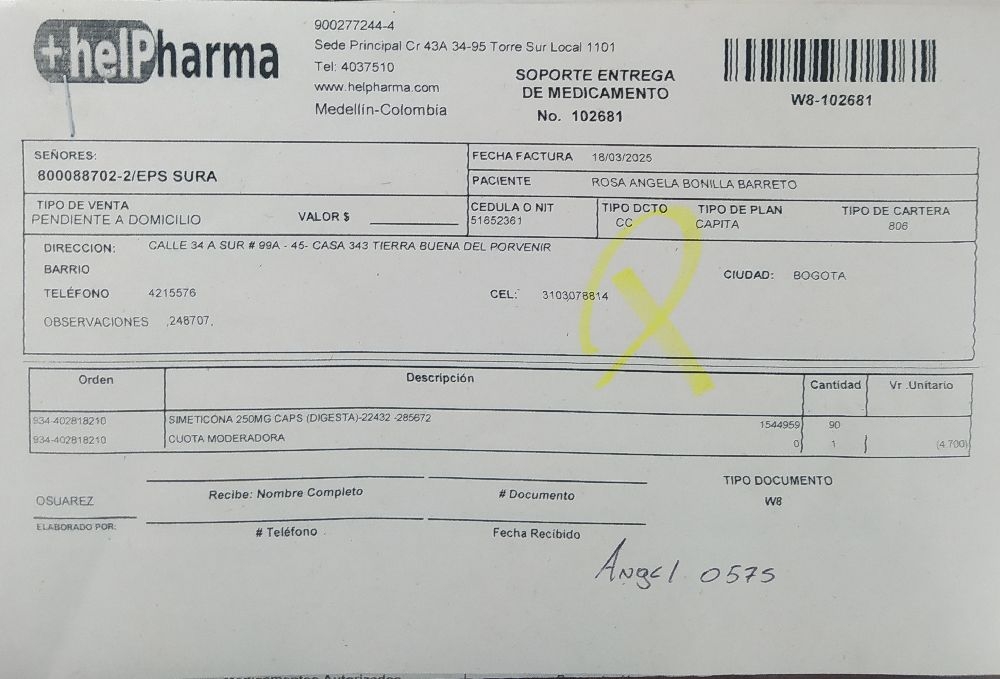 +helPharma
900277244-4
Sede Principal Cr 43A 34-95 Torre Sur Local 1101
Tel: 4037510
www.helpharma.com
Medellín-Colombia
SOPORTE ENTREGA
DE MEDICAMENTO
No. 102681
W8-102681
SEÑORES:
800088702-2/EPS SURA
FECHA FACTURA 18/03/2025
PACIENTE ROSA ANGELA BONILLA BARRETO
TIPO DE VENTA
PENDIENTE A DOMICILIO
VALOR $
CEDULA O NIT
51652361
TIPO DCTO
CC
TIPO DE PLAN
CAPITA
TIPO DE CARTERA
806
DIRECCION: CALLE 34 A SUR # 99A - 45- CASA 343 TIERRA BUENA DEL PORVENIR
BARRIO
CIUDAD: BOGOTA
TELÉFONO 4215576
CEL: 3103078814
OBSERVACIONES ,248707,
Orden Descripción Cantidad Vr .Unitario
934-402818210 SIMETICONA 250MG CAPS (DIGESTA)-22432 -285672 1544959 90
934-402818210 CUOTA MODERADORA 0 1 (4.700)
OSUAREZ
ELABORADO POR:
Recibe: Nombre Completo
# Documento
# Teléfono
Fecha Recibido
TIPO DOCUMENTO
W8
Angel 0575